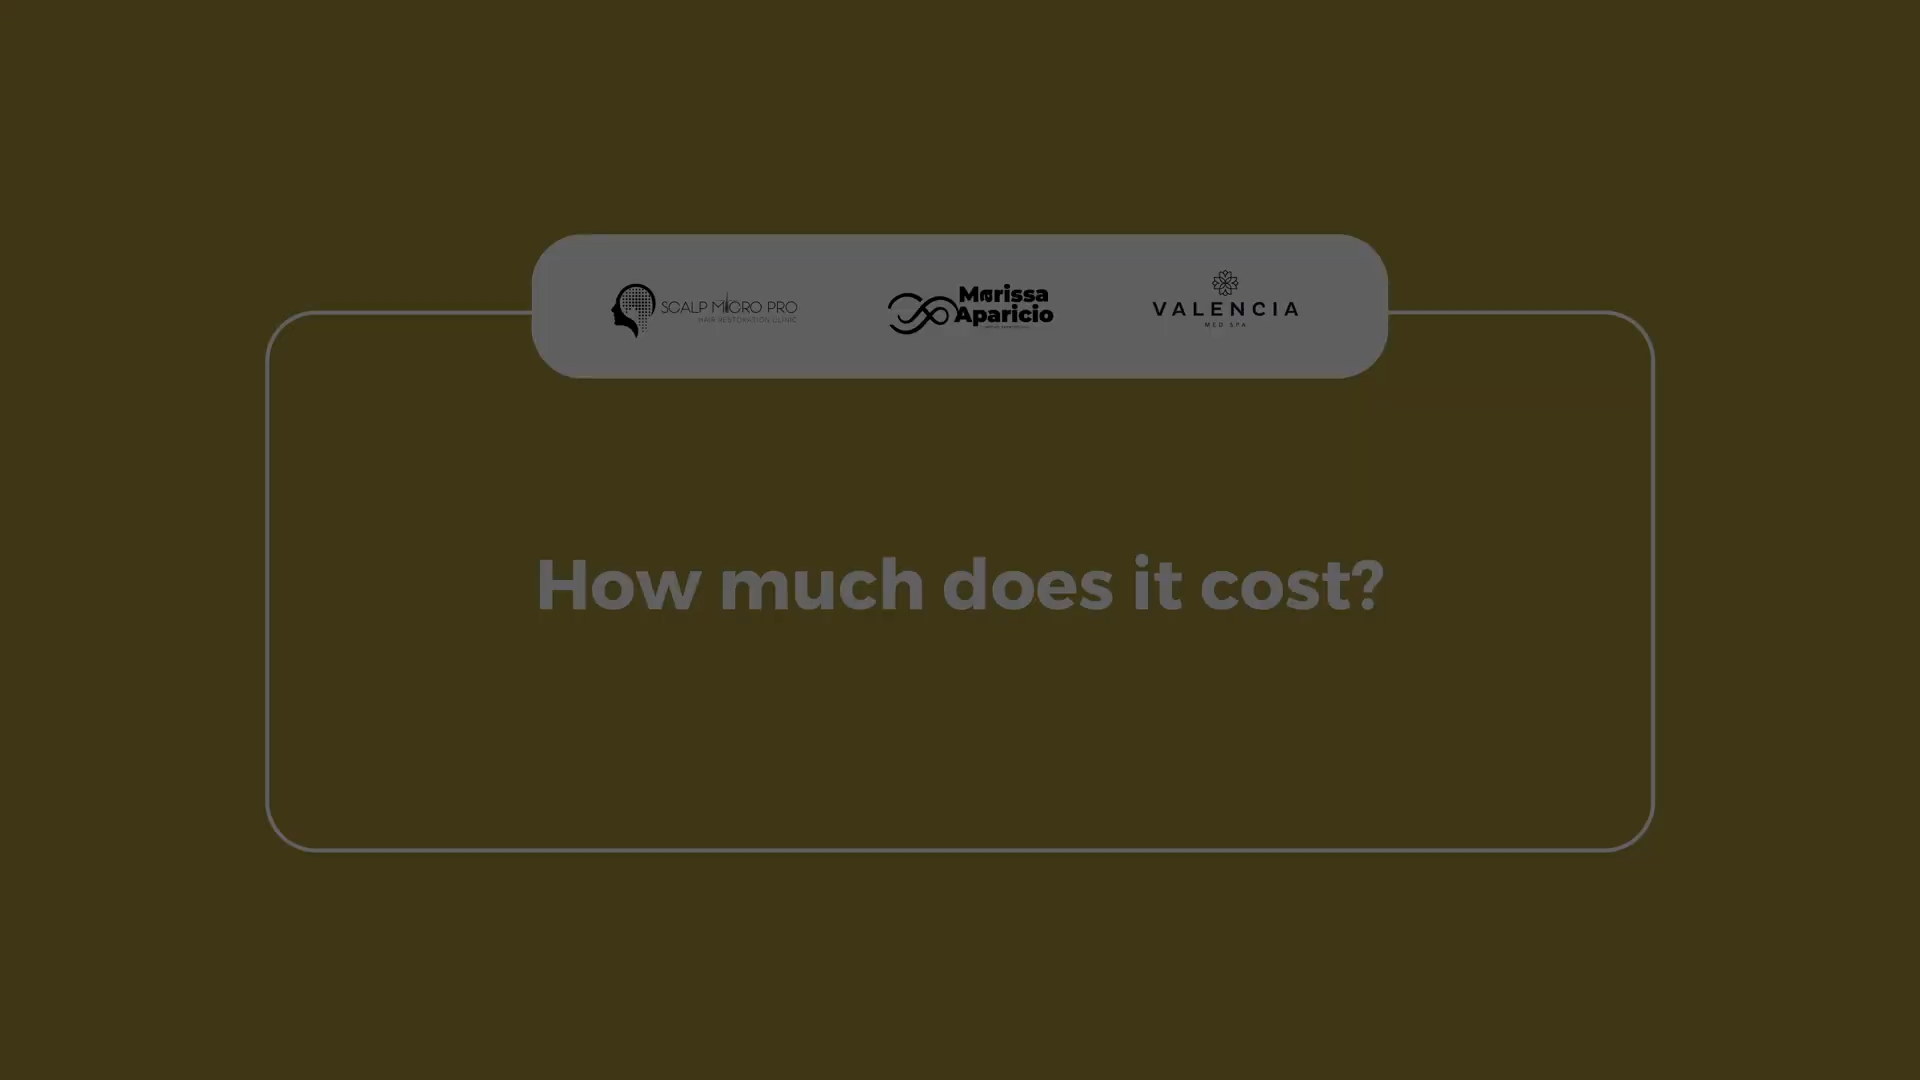 SCALP MICRO PRO
HAIR RESTORATION CLINIC
Marissa
Aparicio
VALENCIA
MED SPA
How much does it cost?